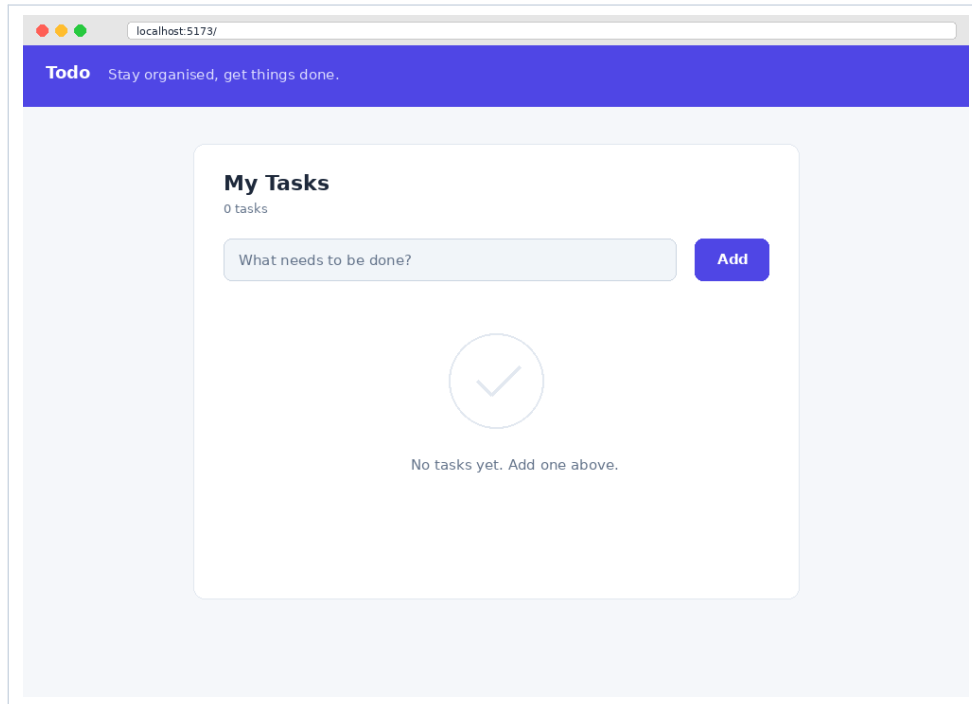 localhost:5173/
Todo Stay organised, get things done.
My Tasks
0 tasks
What needs to be done? Add
No tasks yet. Add one above.